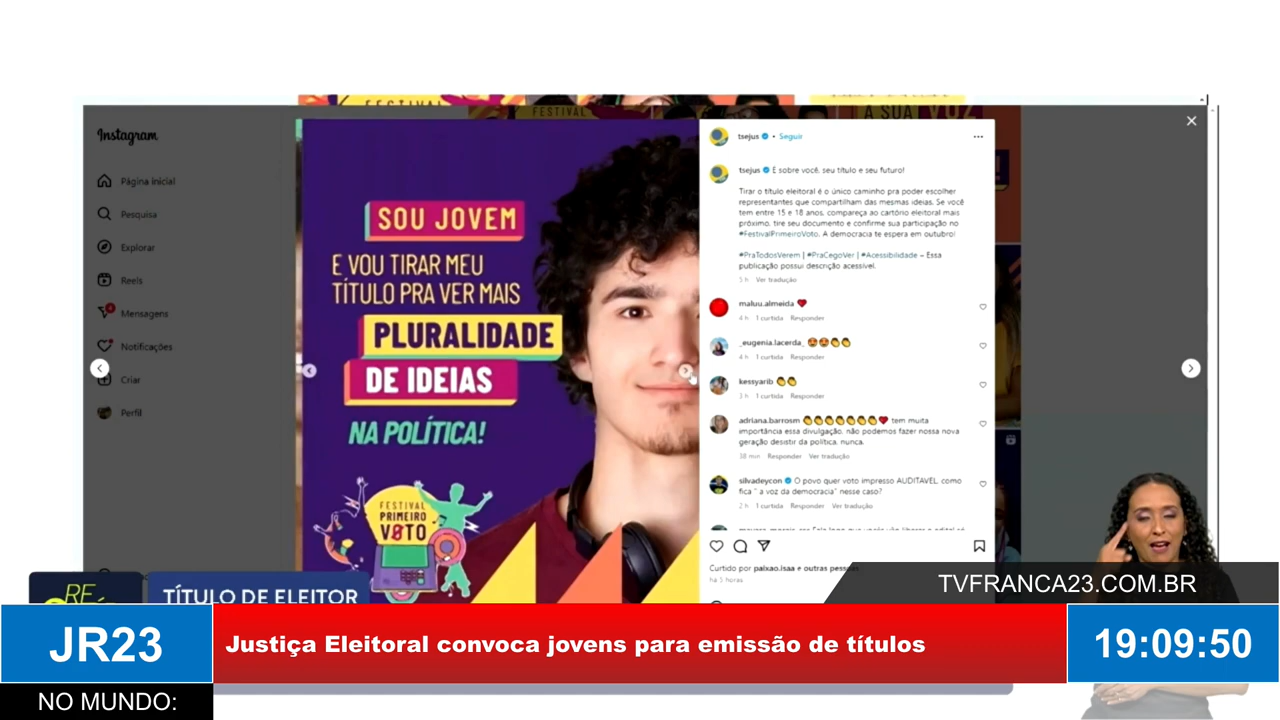 FESTIVAL
FESTIVAL
A SUA VOZ
Instagram
Página inicial
Pesquisa
Explorar
Reels
Mensagens
Notificações
Criar
Perfil
SOU JOVEM
E VOU TIRAR MEU
TÍTULO PRA VER MAIS
PLURALIDADE
DE IDEIAS
NA POLÍTICA!
FESTIVAL
PRIMEIRO
VOTO
tsejus • Seguir
tsejus É sobre você, seu título e seu futuro!
Tirar o título eleitoral é o único caminho pra poder escolher
representantes que compartilham das mesmas ideias. Se você
tem entre 15 e 18 anos, compareça ao cartório eleitoral mais
próximo, tire seu documento e confirme sua participação no
#FestivalPrimeiroVoto. A democracia te espera em outubro!
#PraTodosVerem | #PraCegoVer | #Acessibilidade – Essa
publicação possui descrição acessível.
5 h Ver tradução
maluu.almeida
4 h 1 curtida Responder
_eugenia.lacerda_
4 h 1 curtida Responder
kessyarib
3 h 1 curtida Responder
adriana.barrosm tem muita
importância essa divulgação, não podemos fazer nossa nova
geração desistir da política, nunca.
38 min Responder Ver tradução
silvadeycon O povo quer voto impresso AUDITAVEL, como
fica " a voz da democracia" nesse caso?
2 h 1 curtida Responder Ver tradução
Curtido por paixao.isaa e outras pessoas
há 5 horas
RE
TÍTULO DE ELEITOR
TVFRANCA23.COM.BR
JR23
Justiça Eleitoral convoca jovens para emissão de títulos
19:09:50
NO MUNDO: